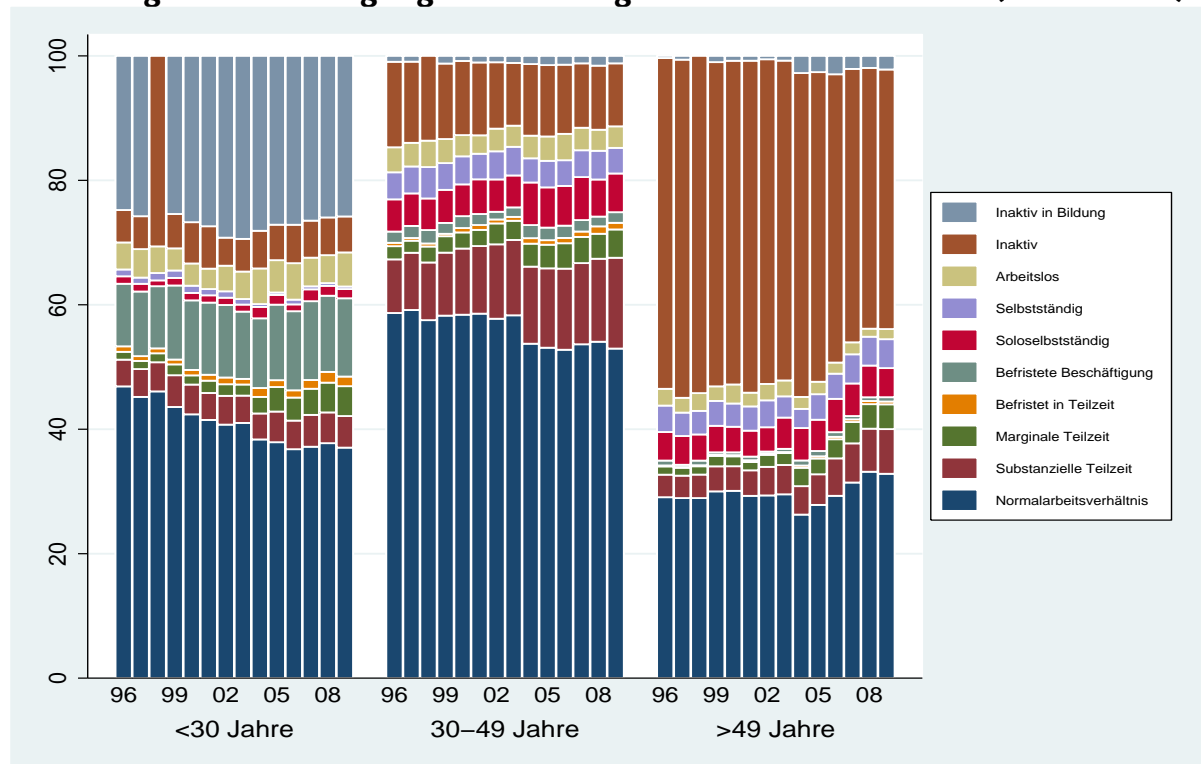 100
80
60
40
20
0
96 99 02 05 08 96 99 02 05 08 96 99 02 05 08
<30 Jahre 30–49 Jahre >49 Jahre
Inaktiv in Bildung
Inaktiv
Arbeitslos
Selbstständig
Soloselbstständig
Befristete Beschäftigung
Befristet in Teilzeit
Marginale Teilzeit
Substanzielle Teilzeit
Normalarbeitsverhältnis